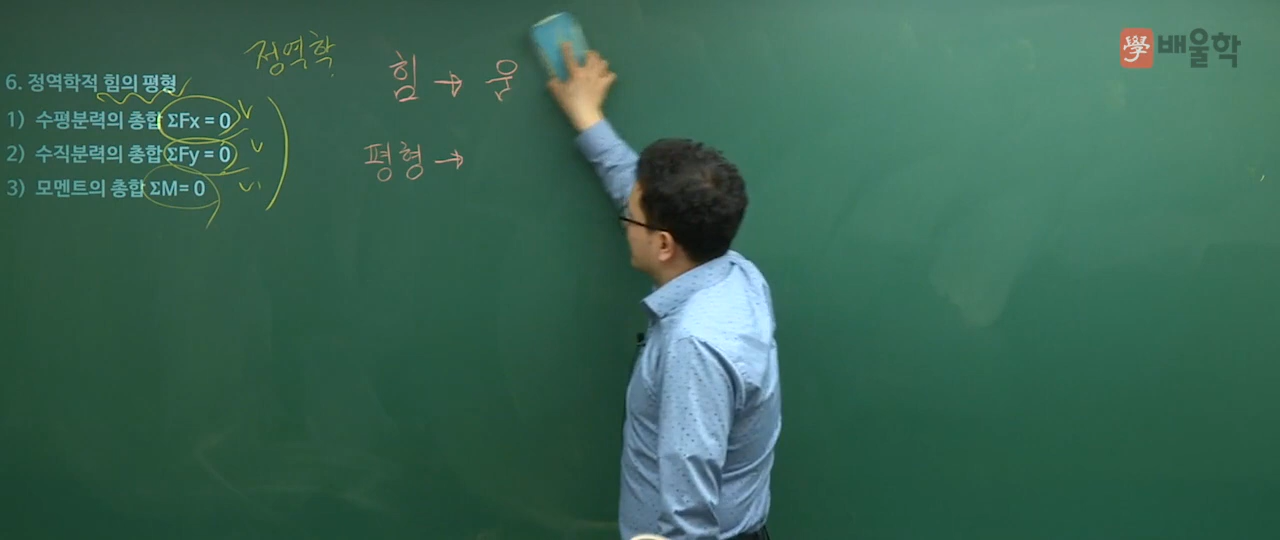 정역학
6. 정역학적 힘의 평형
1) 수평분력의 총합 ΣFx = 0
2) 수직분력의 총합 ΣFy = 0
3) 모멘트의 총합 ΣM= 0
힘 → 움
평형 →
學 배울학